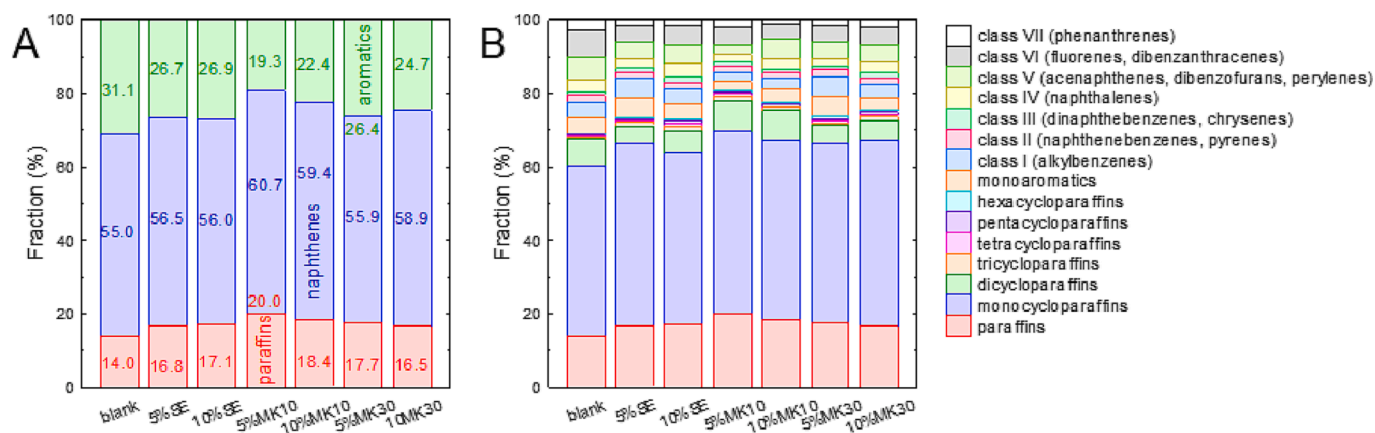 A
Fraction (%)
100
80
60
40
20
0
31.1
26.7
26.9
19.3
22.4
aromatics
26.4
24.7
55.0
56.5
56.0
60.7
59.4
naphthenes
55.9
58.9
14.0
16.8
17.1
20.0
paraffins
18.4
17.7
16.5
blank
5%SE
10%SE
5%MK10
10%MK10
5%MK30
10MK30
B
Fraction (%)
100
80
60
40
20
0
blank
5%SE
10%SE
5%MK10
10%MK10
5%MK30
10%MK30
class VII (phenanthrenes)
class VI (fluorenes, dibenzanthracenes)
class V (acenaphthenes, dibenzofurans, perylenes)
class IV (naphthalenes)
class III (dinaphthebenzenes, chrysenes)
class II (naphthenebenzenes, pyrenes)
class I (alkylbenzenes)
monoaromatics
hexacycloparaffins
pentacycloparaffins
tetracycloparaffins
tricycloparaffins
dicycloparaffins
monocycloparaffins
paraffins